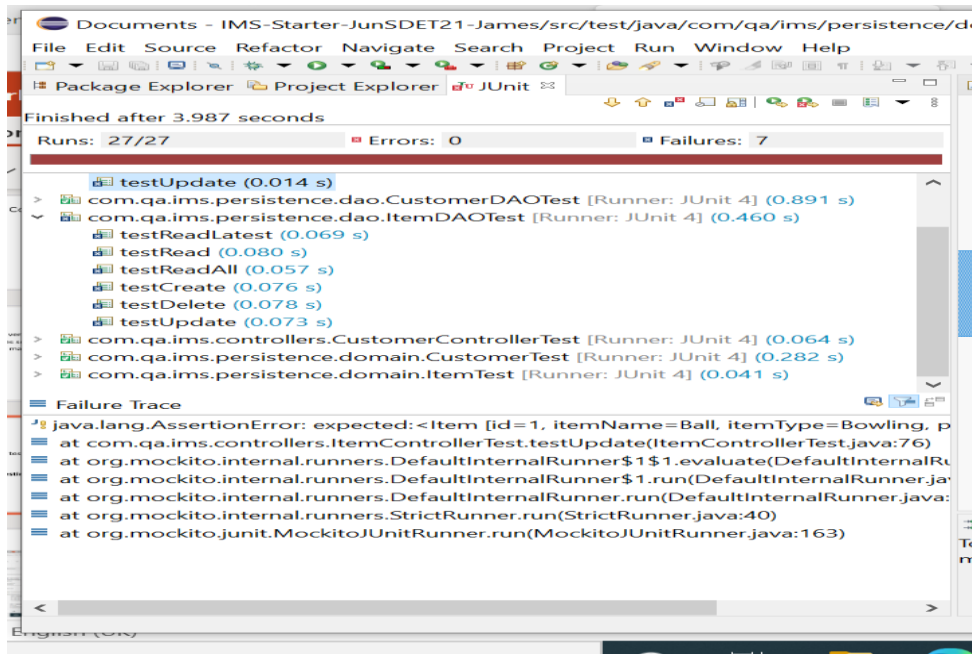 Documents - IMS-Starter-JunSDET21-James/src/test/java/com/qa/ims/persistence/d
File Edit Source Refactor Navigate Search Project Run Window Help
Package Explorer Project Explorer JUnit
Finished after 3.987 seconds
Runs: 27/27 Errors: 0 Failures: 7
testUpdate (0.014 s)
com.qa.ims.persistence.dao.CustomerDAOTest [Runner: JUnit 4] (0.891 s)
com.qa.ims.persistence.dao.ItemDAOTest [Runner: JUnit 4] (0.460 s)
testReadLatest (0.069 s)
testRead (0.080 s)
testReadAll (0.057 s)
testCreate (0.076 s)
testDelete (0.078 s)
testUpdate (0.073 s)
com.qa.ims.controllers.CustomerControllerTest [Runner: JUnit 4] (0.064 s)
com.qa.ims.persistence.domain.CustomerTest [Runner: JUnit 4] (0.282 s)
com.qa.ims.persistence.domain.ItemTest [Runner: JUnit 4] (0.041 s)
Failure Trace
java.lang.AssertionError: expected:<Item [id=1, itemName=Ball, itemType=Bowling, p
at com.qa.ims.controllers.ItemControllerTest.testUpdate(ItemControllerTest.java:76)
at org.mockito.internal.runners.DefaultInternalRunner$1$1.evaluate(DefaultInternalRu
at org.mockito.internal.runners.DefaultInternalRunner$1.run(DefaultInternalRunner.ja
at org.mockito.internal.runners.DefaultInternalRunner.run(DefaultInternalRunner.java:
at org.mockito.internal.runners.StrictRunner.run(StrictRunner.java:40)
at org.mockito.junit.MockitoJUnitRunner.run(MockitoJUnitRunner.java:163)
English (UK)